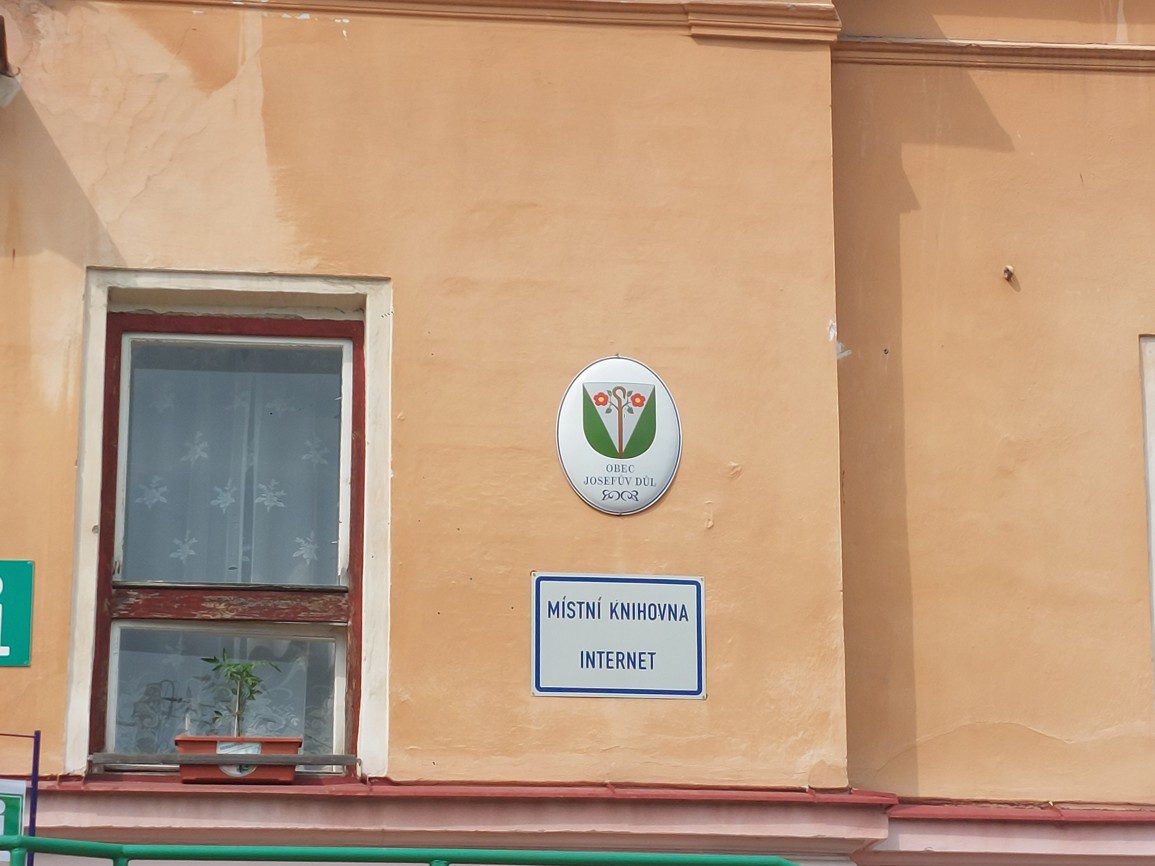 OBEC
JOSEFŮV DŮL
MÍSTNÍ KNIHOVNA
INTERNET